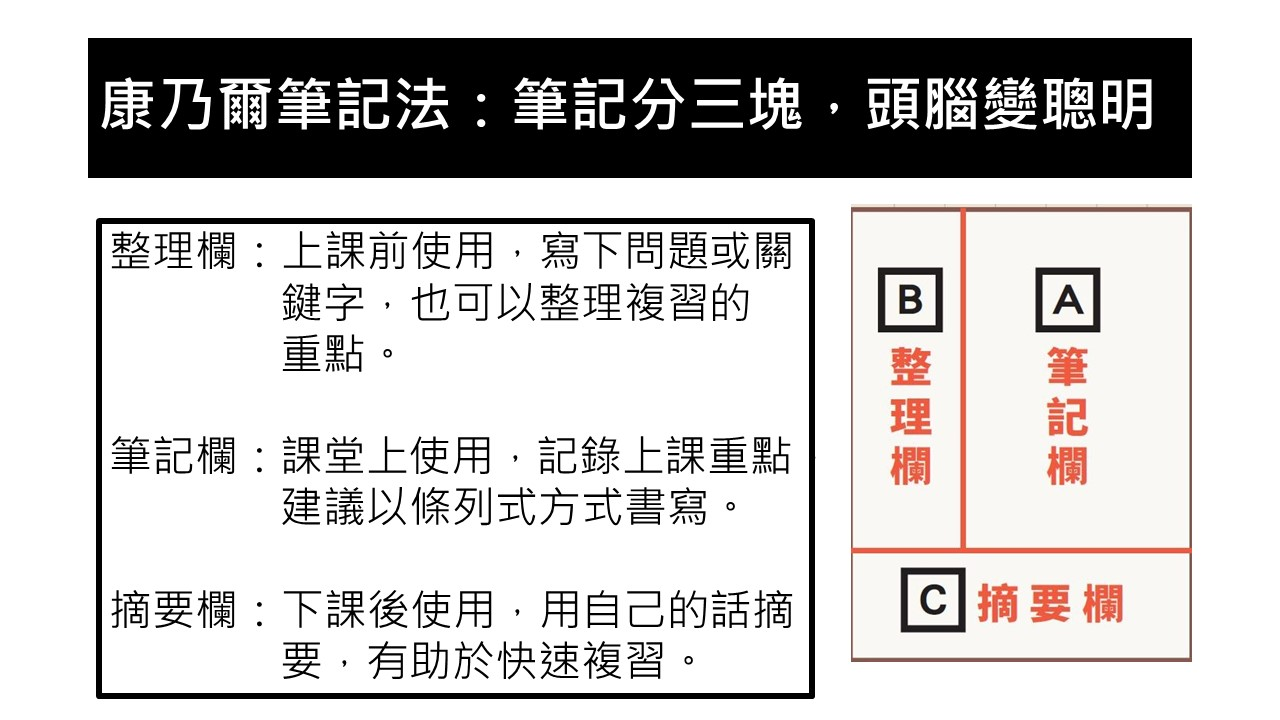 康乃爾筆記法：筆記分三塊，頭腦變聰明
整理欄：上課前使用，寫下問題或關
鍵字，也可以整理複習的
重點。
筆記欄：課堂上使用，記錄上課重點，
建議以條列式方式書寫。
摘要欄：下課後使用，用自己的話摘
要，有助於快速複習。
B
整理欄
A
筆記欄
C 摘要欄